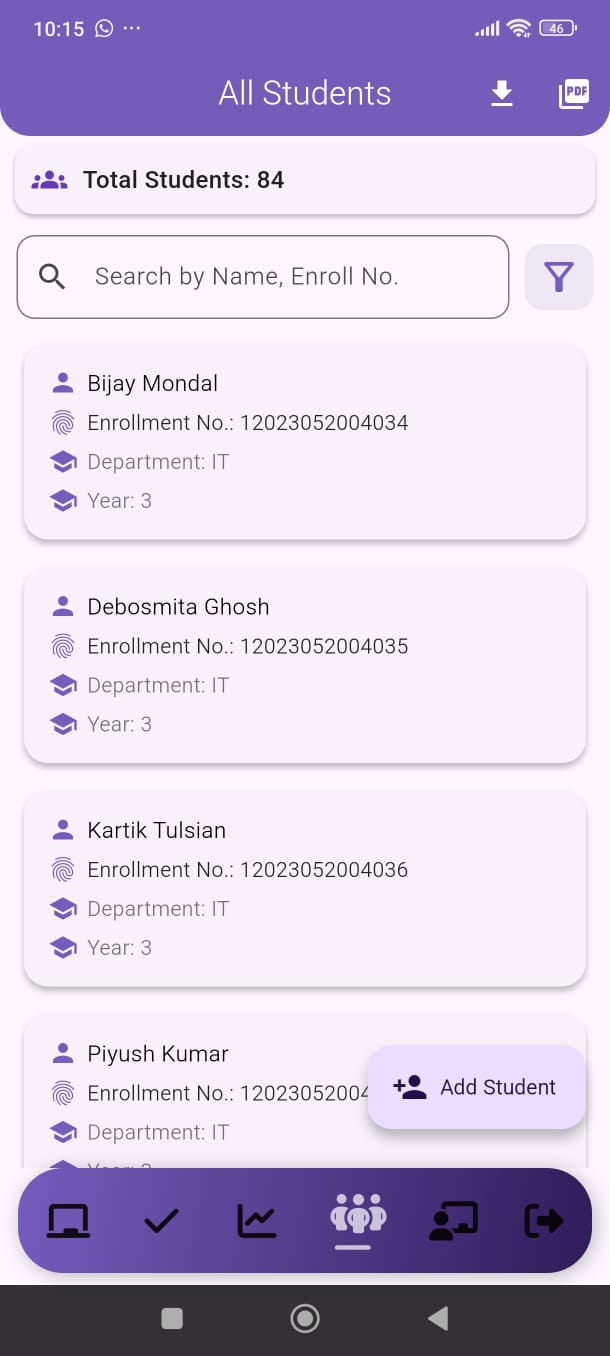 10:15 46
All Students PDF
Total Students: 84
Search by Name, Enroll No.
Bijay Mondal
Enrollment No.: 12023052004034
Department: IT
Year: 3
Debosmita Ghosh
Enrollment No.: 12023052004035
Department: IT
Year: 3
Kartik Tulsian
Enrollment No.: 12023052004036
Department: IT
Year: 3
Piyush Kumar
Enrollment No.: 12023052004
Add Student
Department: IT